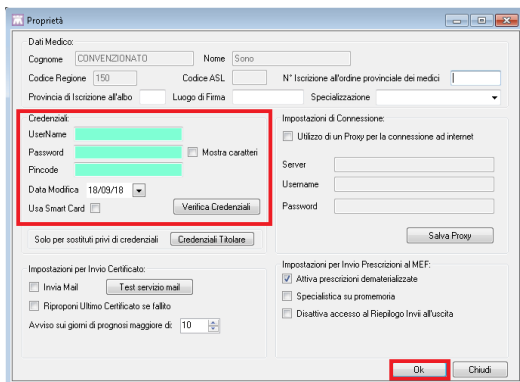 Proprietà
Dati Medico:
Cognome CONVENZIONATO Nome Sono
Codice Regione 150 Codice ASL N° Iscrizione all'ordine provinciale dei medici
Provincia di Iscrizione all'albo Luogo di Firma Specializzazione
Credenziali:
UserName
Password Mostra caratteri
Pincode
Data Modifica 18/09/18
Usa Smart Card Verifica Credenziali
Solo per sostituti privi di credenziali Credenziali Titolare
Impostazioni di Connessione:
Utilizzo di un Proxy per la connessione ad internet
Server
Username
Password
Salva Proxy
Impostazioni per Invio Certificato:
Invia Mail Test servizio mail
Riproponi Ultimo Certificato se fallito
Avviso sui giorni di prognosi maggiore di: 10
Impostazioni per Invio Prescrizioni al MEF:
Attiva prescrizioni dematerializzate
Specialistica su promemoria
Disattiva accesso al Riepilogo Invii all'uscita
Ok Chiudi